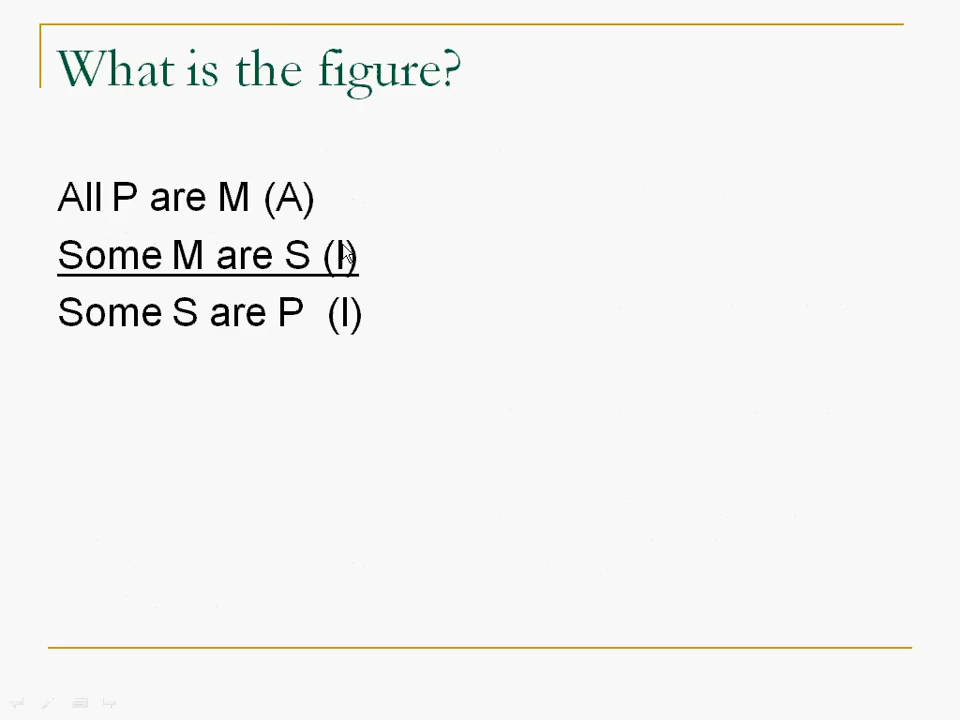 What is the figure?
All P are M (A)
Some M are S (I)
Some S are P (I)